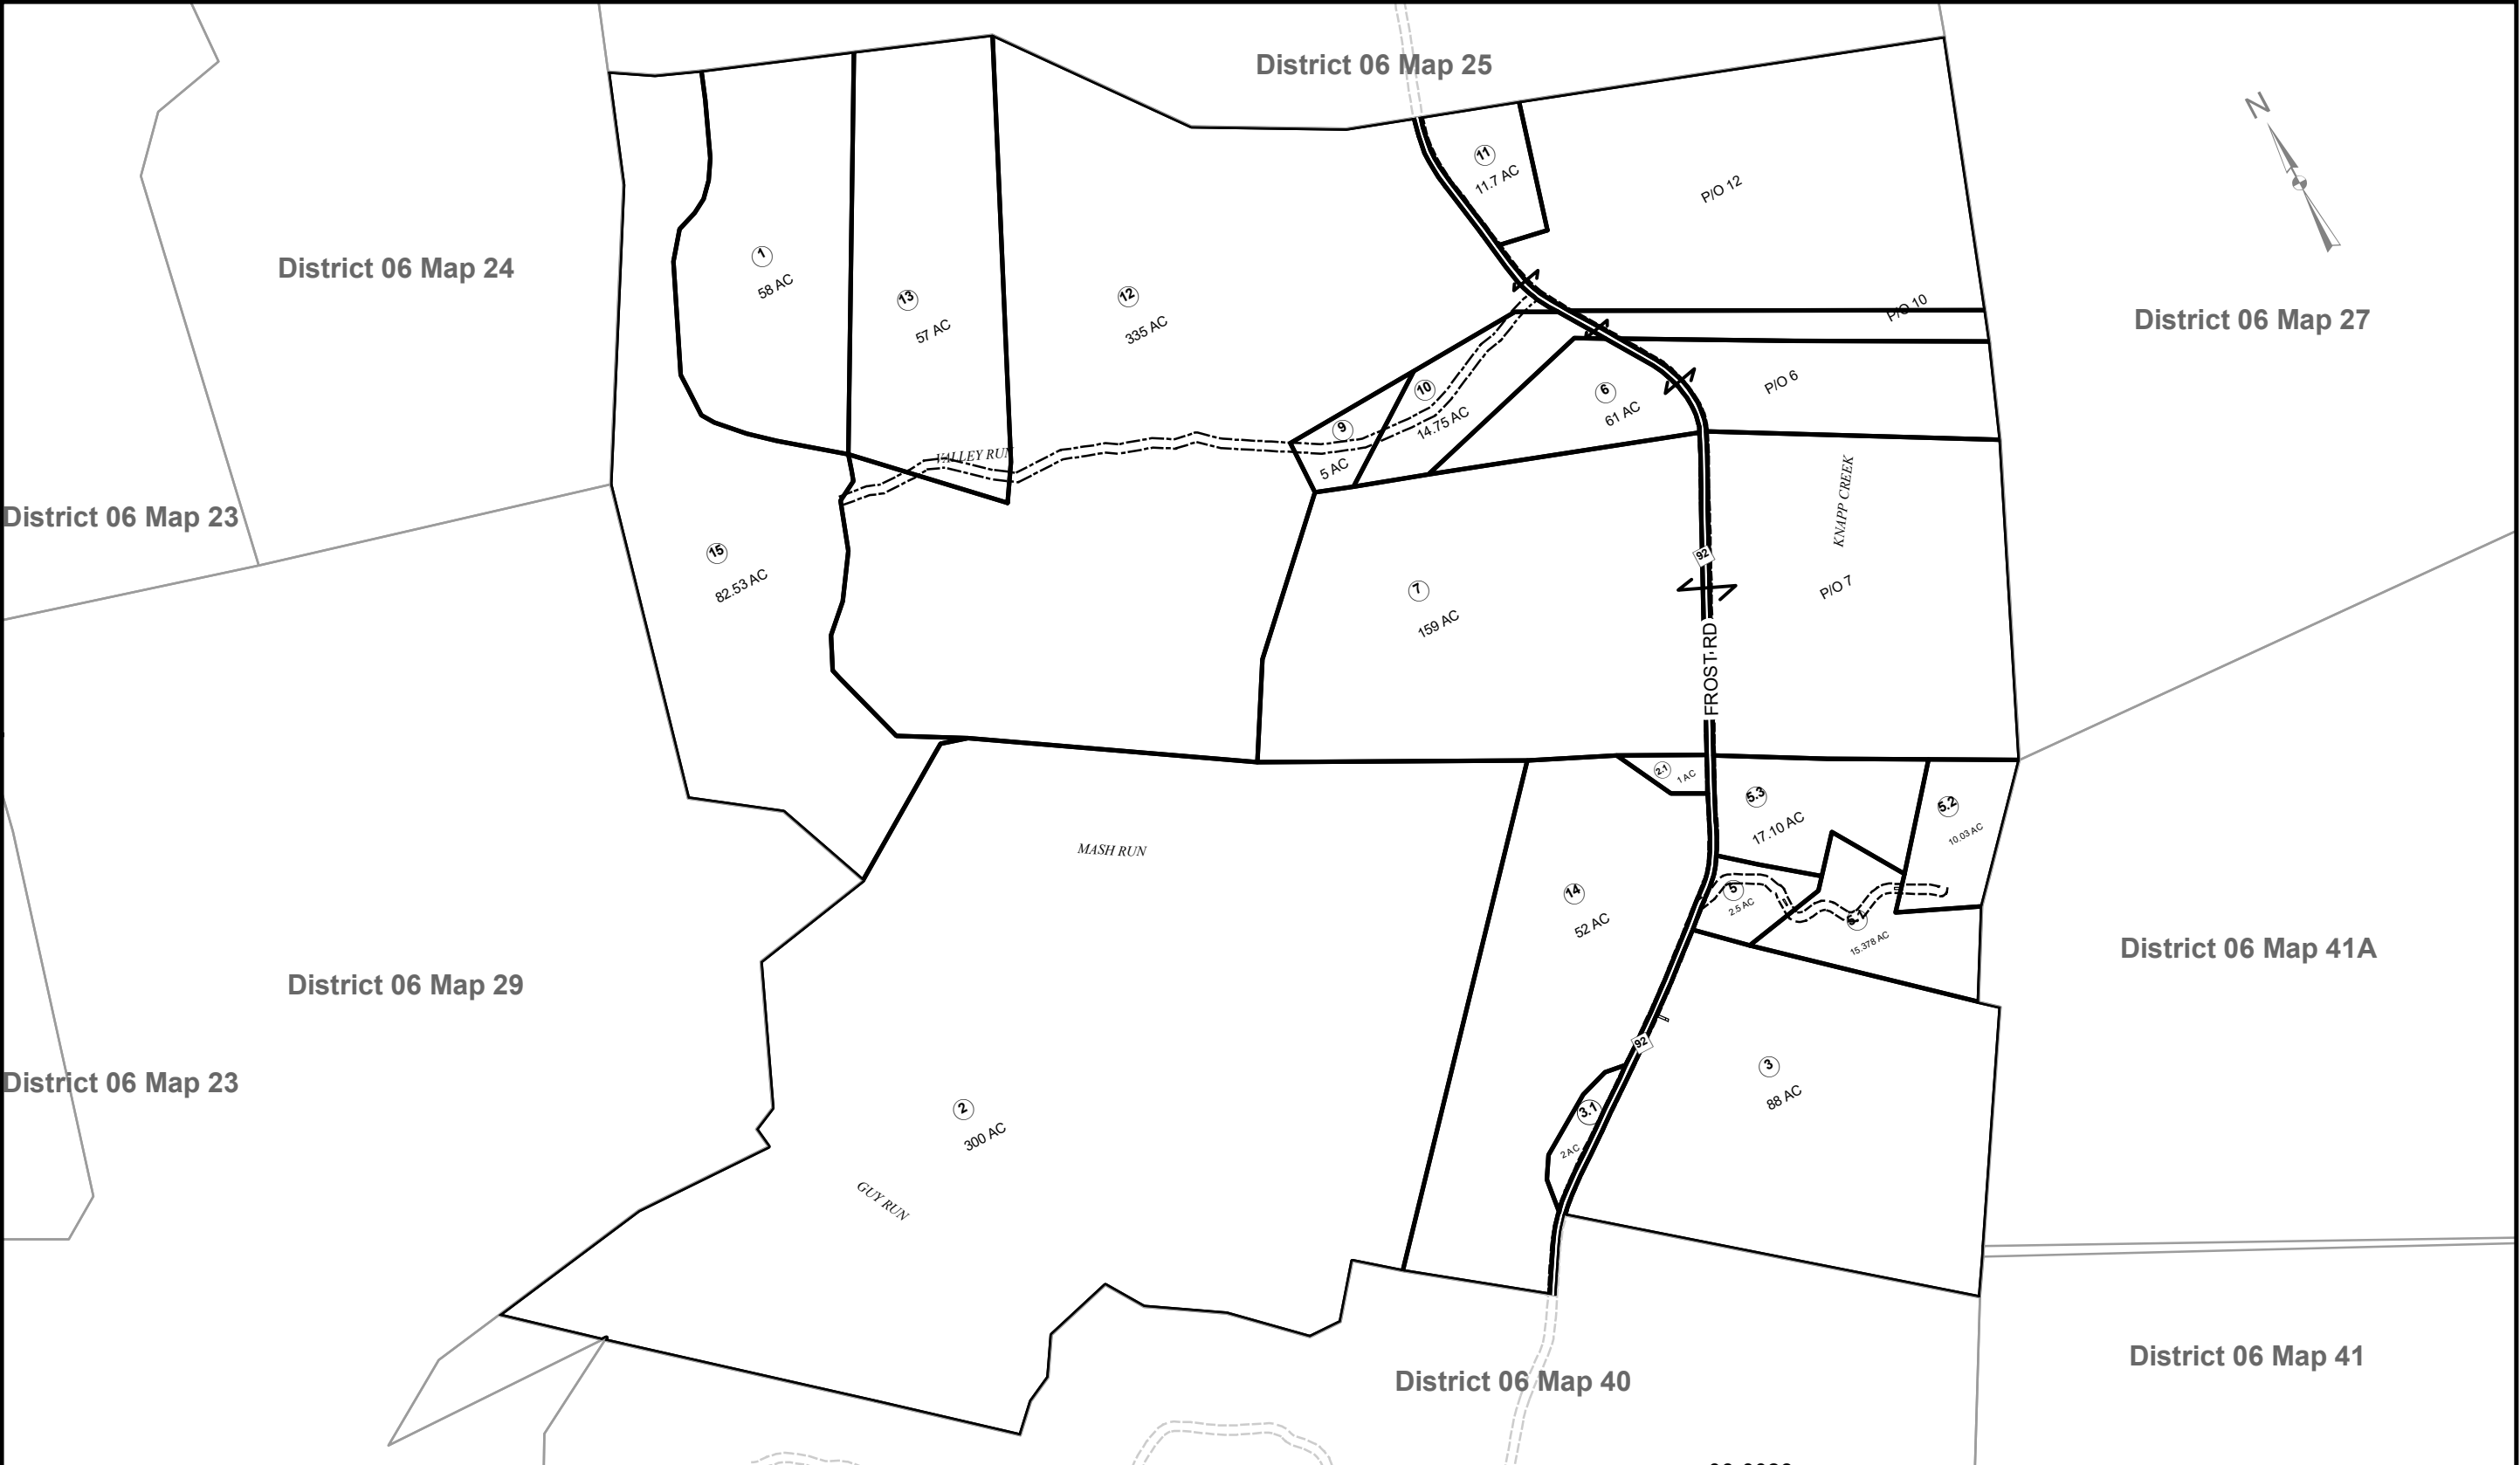 District 06 Map 25
N
11
11.7 AC
P/O 12
District 06 Map 24
1
58 AC
13
57 AC
12
335 AC
P/O 10
District 06 Map 27
10
14.75 AC
6
61 AC
P/O 6
9
5 AC
VALLEY RUN
KNAPP CREEK
District 06 Map 23
15
82.53 AC
92
7
159 AC
P/O 7
FROST RD
2.1
1 AC
5.3
17.10 AC
5.2
10.03 AC
MASH RUN
14
52 AC
5
2.5 AC
5.1
15.378 AC
District 06 Map 29
District 06 Map 41A
92
District 06 Map 23
3
88 AC
3.1
2 AC
2
300 AC
GUY RUN
District 06 Map 40
District 06 Map 41